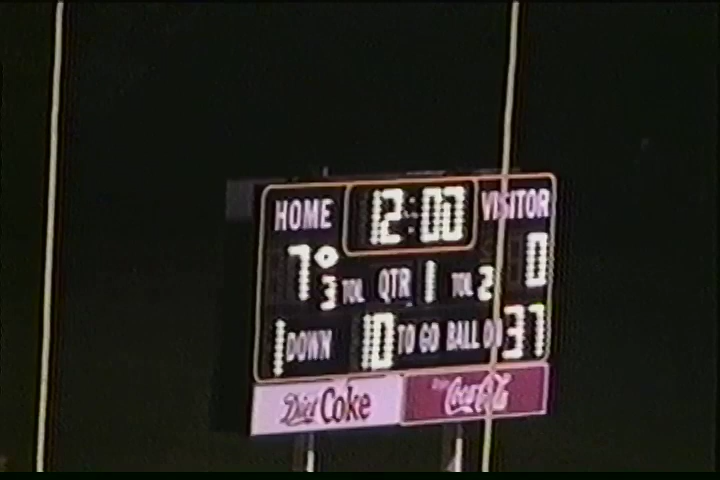 HOME 12:00 VISITOR
7 0
3 TOL QTR 1 TOL 2
1 DOWN 10 TO GO BALL ON 37
Diet Coke Coca-Cola